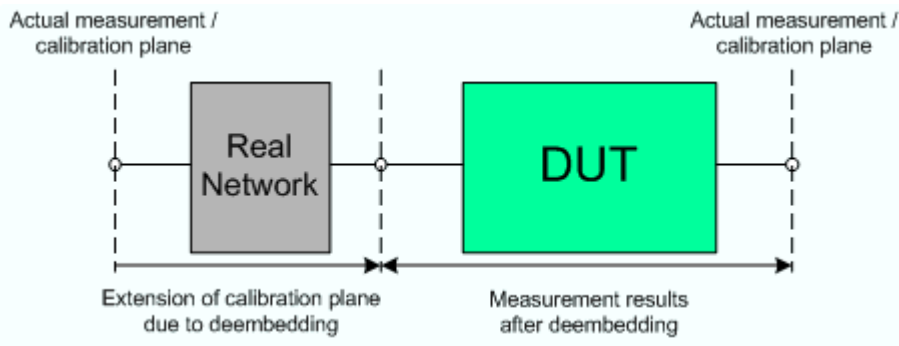 Actual measurement /
calibration plane
Actual measurement /
calibration plane
Real
Network
DUT
Extension of calibration plane
due to deembedding
Measurement results
after deembedding